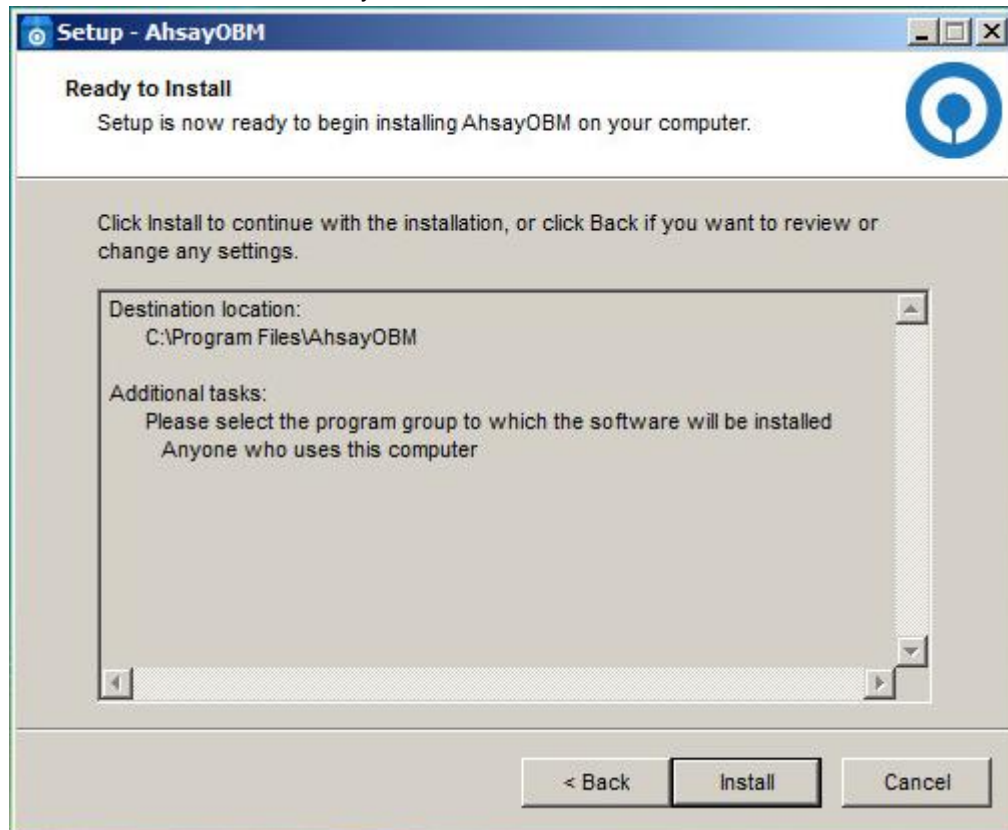 Setup - AhsayOBM
Ready to Install
Setup is now ready to begin installing AhsayOBM on your computer.
Click Install to continue with the installation, or click Back if you want to review or
change any settings.
Destination location:
C:\Program Files\AhsayOBM
Additional tasks:
Please select the program group to which the software will be installed
Anyone who uses this computer
< Back
Install
Cancel